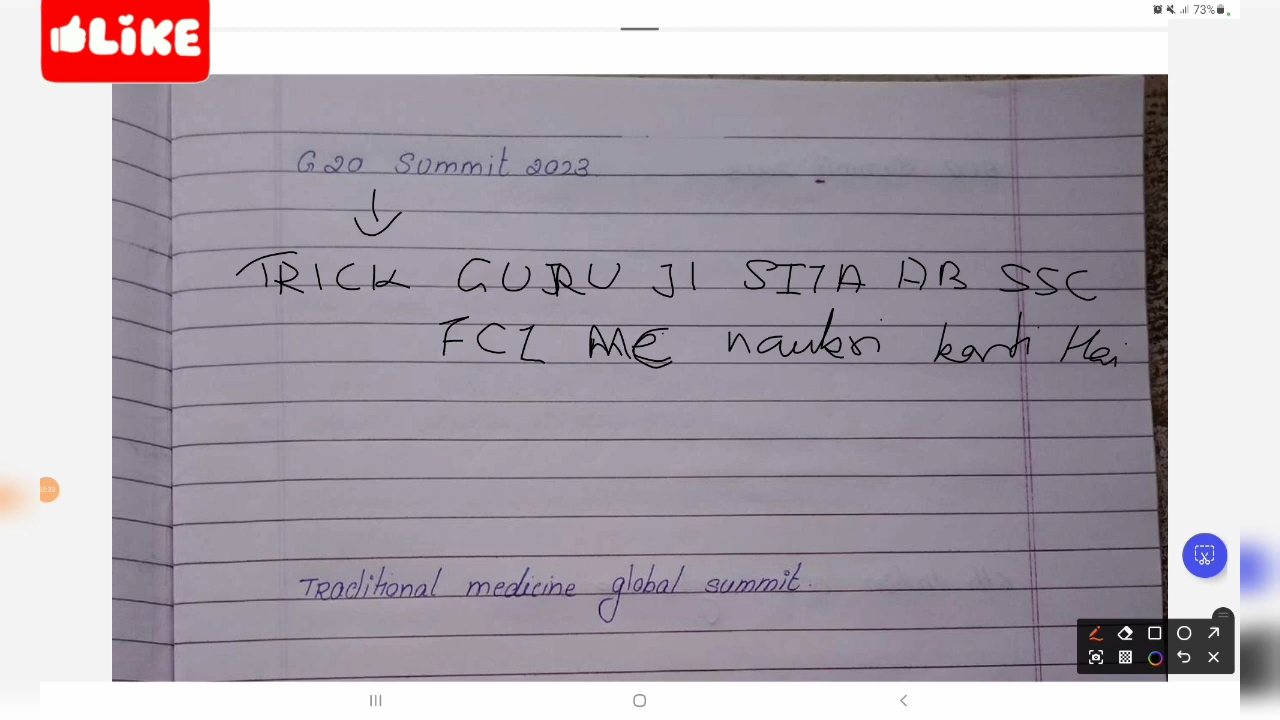 LIKE
73%
G20 Summit 2023
TRICK GURU JI SITA AB SSC
FCI ME naukri karti Hai
Traditional medicine global summit.